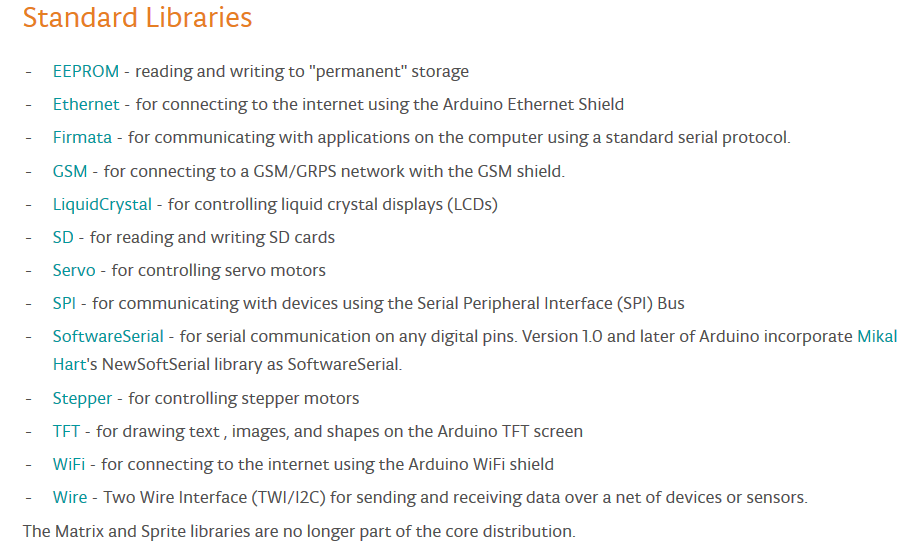 Standard Libraries
- EEPROM - reading and writing to "permanent" storage
- Ethernet - for connecting to the internet using the Arduino Ethernet Shield
- Firmata - for communicating with applications on the computer using a standard serial protocol.
- GSM - for connecting to a GSM/GRPS network with the GSM shield.
- LiquidCrystal - for controlling liquid crystal displays (LCDs)
- SD - for reading and writing SD cards
- Servo - for controlling servo motors
- SPI - for communicating with devices using the Serial Peripheral Interface (SPI) Bus
- SoftwareSerial - for serial communication on any digital pins. Version 1.0 and later of Arduino incorporate Mikal
Hart's NewSoftSerial library as SoftwareSerial.
- Stepper - for controlling stepper motors
- TFT - for drawing text , images, and shapes on the Arduino TFT screen
- WiFi - for connecting to the internet using the Arduino WiFi shield
- Wire - Two Wire Interface (TWI/I2C) for sending and receiving data over a net of devices or sensors.
The Matrix and Sprite libraries are no longer part of the core distribution.